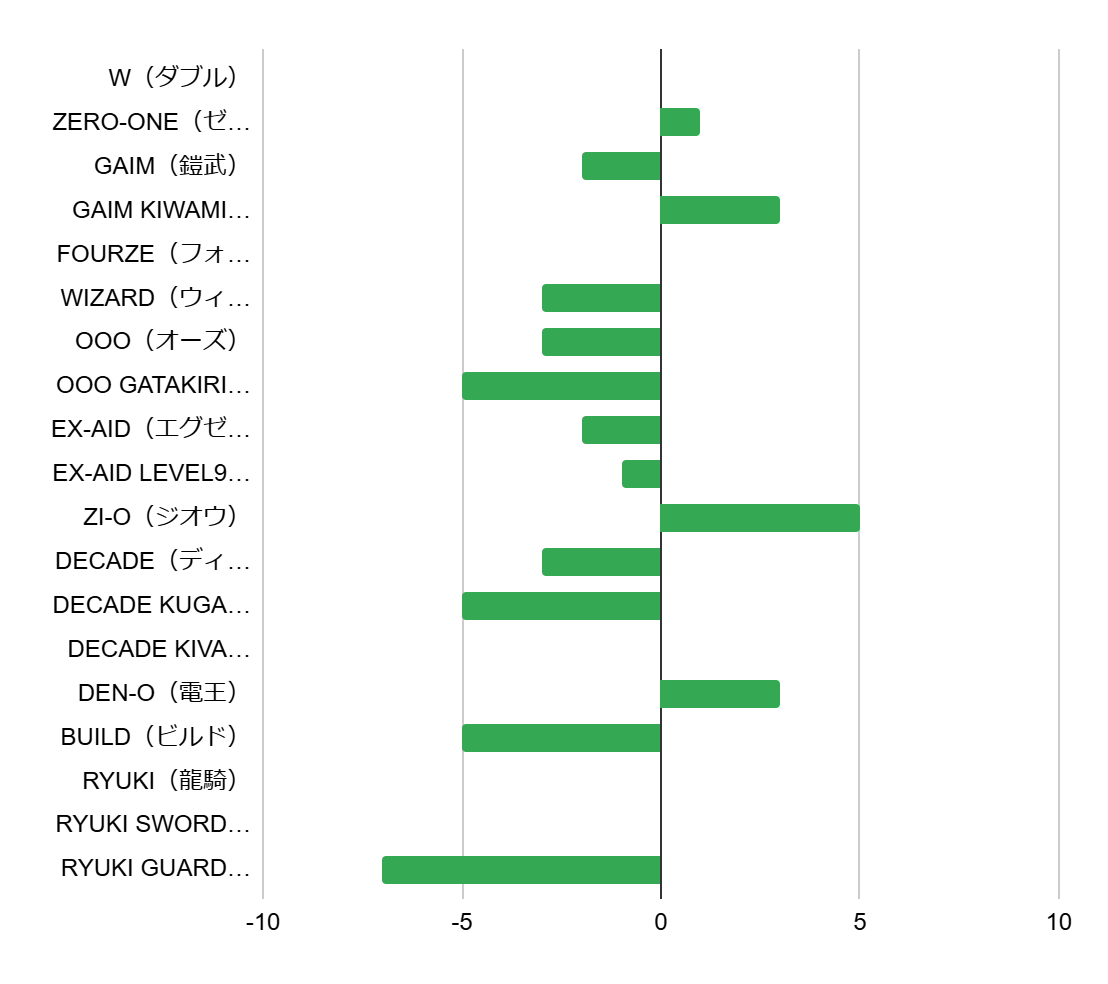 W（ダブル）
ZERO-ONE（ゼ…
GAIM（鎧武）
GAIM KIWAMI…
FOURZE（フォ…
WIZARD（ウィ…
OOO（オーズ）
OOO GATAKIRI…
EX-AID（エグゼ…
EX-AID LEVEL9…
ZI-O（ジオウ）
DECADE（ディ…
DECADE KUGA…
DECADE KIVA…
DEN-O（電王）
BUILD（ビルド）
RYUKI（龍騎）
RYUKI SWORD…
RYUKI GUARD…
-10 -5 0 5 10